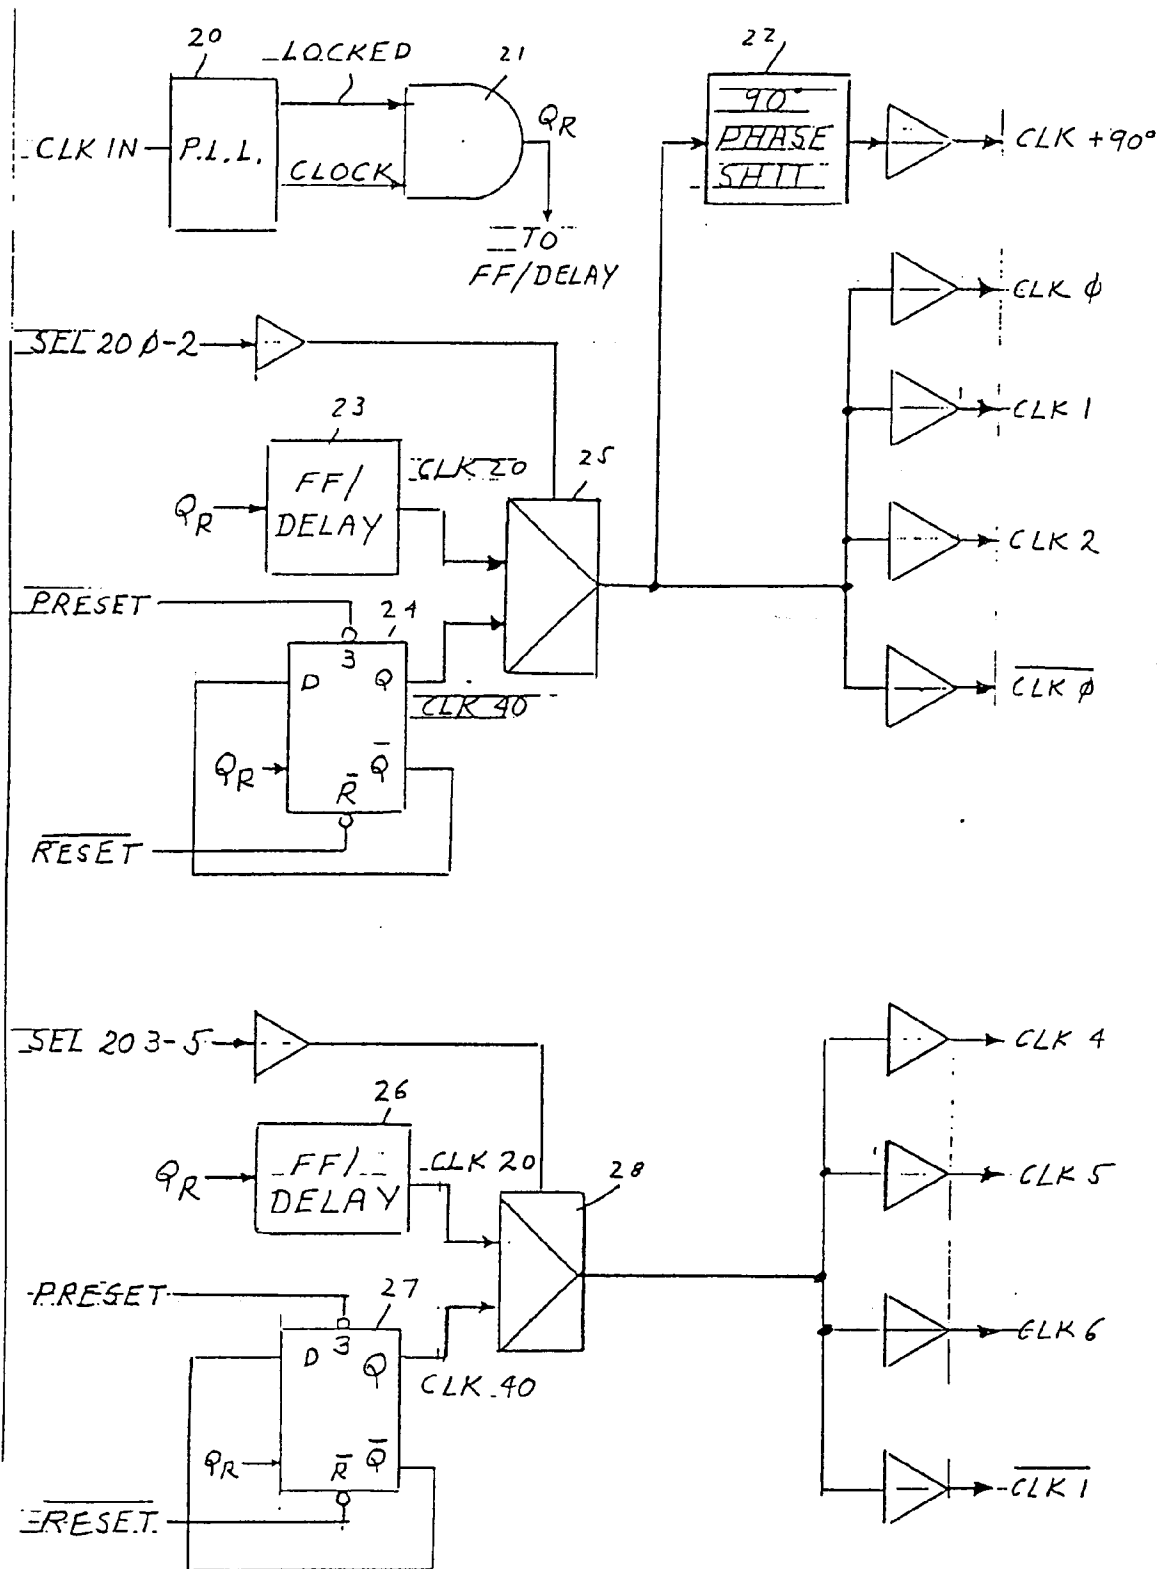 20
LOCKED
21
22
CLK IN
P.L.L.
CLOCK
QR
90°
PHASE
SHIT
CLK +90°
TO
FF/DELAY
CLK φ
SEL 20 φ-2
CLK 1
23
CLK 20
25
QR
FF/
DELAY
CLK 2
PRESET
24
3
D
Q
CLK 40
CLK φ
QR
Q
R
RESET
SEL 20 3-5
CLK 4
26
QR
FF/
DELAY
CLK 20
28
CLK 5
PRESET
27
3
D
Q
CLK 40
CLK 6
QR
R
Q
CLK 1
RESET